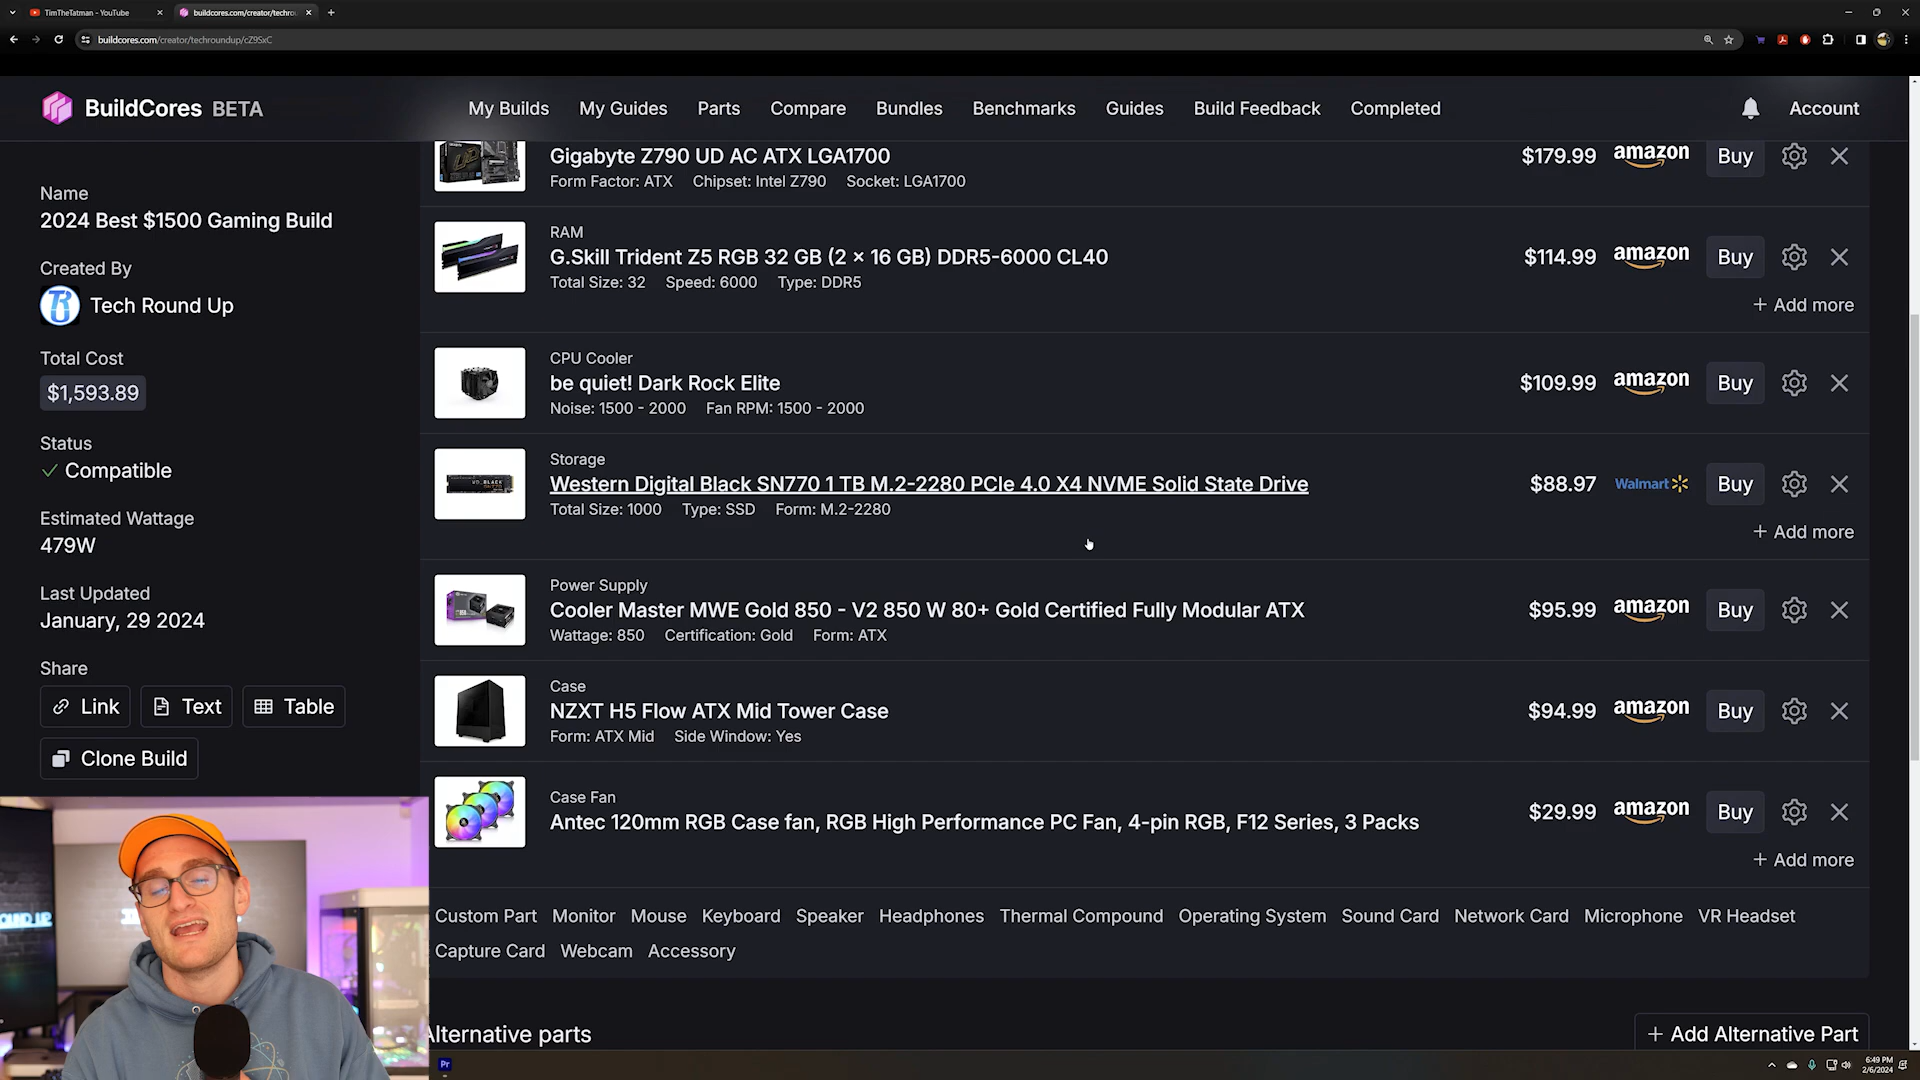 TimTheTatman - YouTube
buildcores.com/creator/techrou
buildcores.com/creator/techroundup/cZ9SxC
BuildCores BETA
My Builds
My Guides
Parts
Compare
Bundles
Benchmarks
Guides
Build Feedback
Completed
Account
Name
2024 Best $1500 Gaming Build
Created By
Tech Round Up
Total Cost
$1,593.89
Status
Compatible
Estimated Wattage
479W
Last Updated
January, 29 2024
Share
Link
Text
Table
Clone Build
Gigabyte Z790 UD AC ATX LGA1700
Form Factor: ATX Chipset: Intel Z790 Socket: LGA1700
$179.99 amazon Buy
RAM
G.Skill Trident Z5 RGB 32 GB (2 × 16 GB) DDR5-6000 CL40
Total Size: 32 Speed: 6000 Type: DDR5
$114.99 amazon Buy
+ Add more
CPU Cooler
be quiet! Dark Rock Elite
Noise: 1500 - 2000 Fan RPM: 1500 - 2000
$109.99 amazon Buy
Storage
Western Digital Black SN770 1 TB M.2-2280 PCIe 4.0 X4 NVME Solid State Drive
Total Size: 1000 Type: SSD Form: M.2-2280
$88.97 Walmart Buy
+ Add more
Power Supply
Cooler Master MWE Gold 850 - V2 850 W 80+ Gold Certified Fully Modular ATX
Wattage: 850 Certification: Gold Form: ATX
$95.99 amazon Buy
Case
NZXT H5 Flow ATX Mid Tower Case
Form: ATX Mid Side Window: Yes
$94.99 amazon Buy
Case Fan
Antec 120mm RGB Case fan, RGB High Performance PC Fan, 4-pin RGB, F12 Series, 3 Packs
$29.99 amazon Buy
+ Add more
Custom Part Monitor Mouse Keyboard Speaker Headphones Thermal Compound Operating System Sound Card Network Card Microphone VR Headset
Capture Card Webcam Accessory
Alternative parts
+ Add Alternative Part
OUND UP
Pr
6:49 PM
2/6/2024